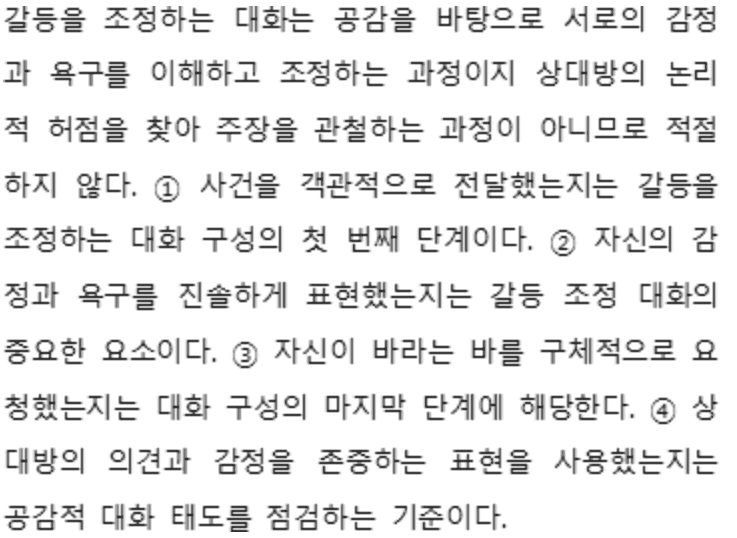 갈등을 조정하는 대화는 공감을 바탕으로 서로의 감정
과 욕구를 이해하고 조정하는 과정이지 상대방의 논리
적 허점을 찾아 주장을 관철하는 과정이 아니므로 적절
하지 않다. ① 사건을 객관적으로 전달했는지는 갈등을
조정하는 대화 구성의 첫 번째 단계이다. ② 자신의 감
정과 욕구를 진솔하게 표현했는지는 갈등 조정 대화의
중요한 요소이다. ③ 자신이 바라는 바를 구체적으로 요
청했는지는 대화 구성의 마지막 단계에 해당한다. ④ 상
대방의 의견과 감정을 존중하는 표현을 사용했는지는
공감적 대화 태도를 점검하는 기준이다.